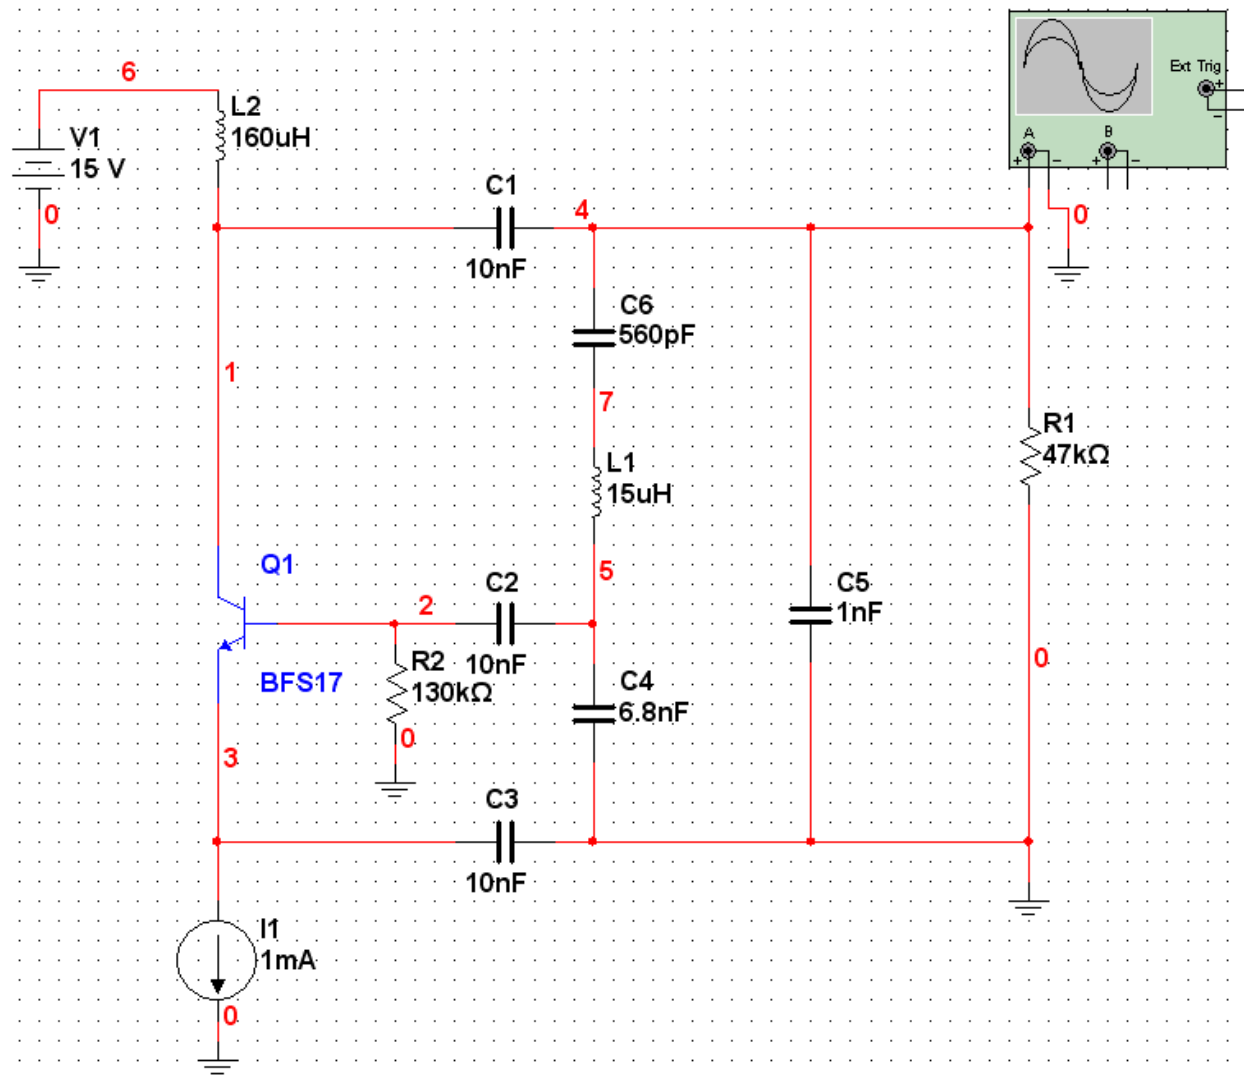 6
L2
160uH
V1
15 V
0
Ext Trig
+
−
A
B
+
−
+
−
0
C1
4
10nF
C6
560pF
1
7
R1
47kΩ
L1
15uH
Q1
C2
5
C5
1nF
2
10nF
R2
130kΩ
0
BFS17
C4
6.8nF
0
3
C3
10nF
I1
1mA
0